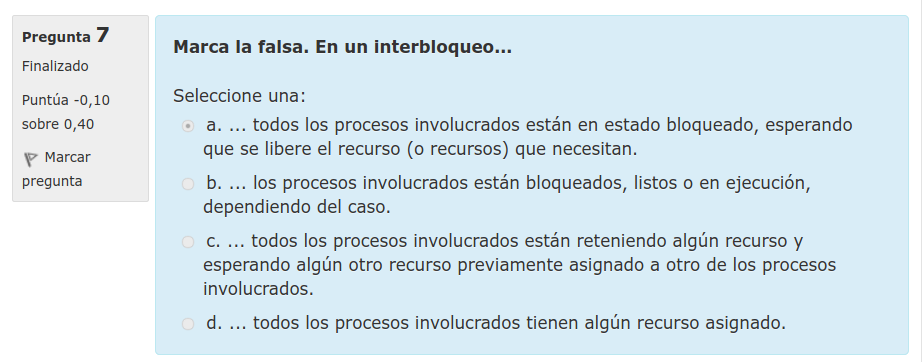 Pregunta 7
Finalizado
Puntúa -0,10
sobre 0,40
Marcar
pregunta
Marca la falsa. En un interbloqueo...
Seleccione una:
a. ... todos los procesos involucrados están en estado bloqueado, esperando
que se libere el recurso (o recursos) que necesitan.
b. ... los procesos involucrados están bloqueados, listos o en ejecución,
dependiendo del caso.
c. ... todos los procesos involucrados están reteniendo algún recurso y
esperando algún otro recurso previamente asignado a otro de los procesos
involucrados.
d. ... todos los procesos involucrados tienen algún recurso asignado.